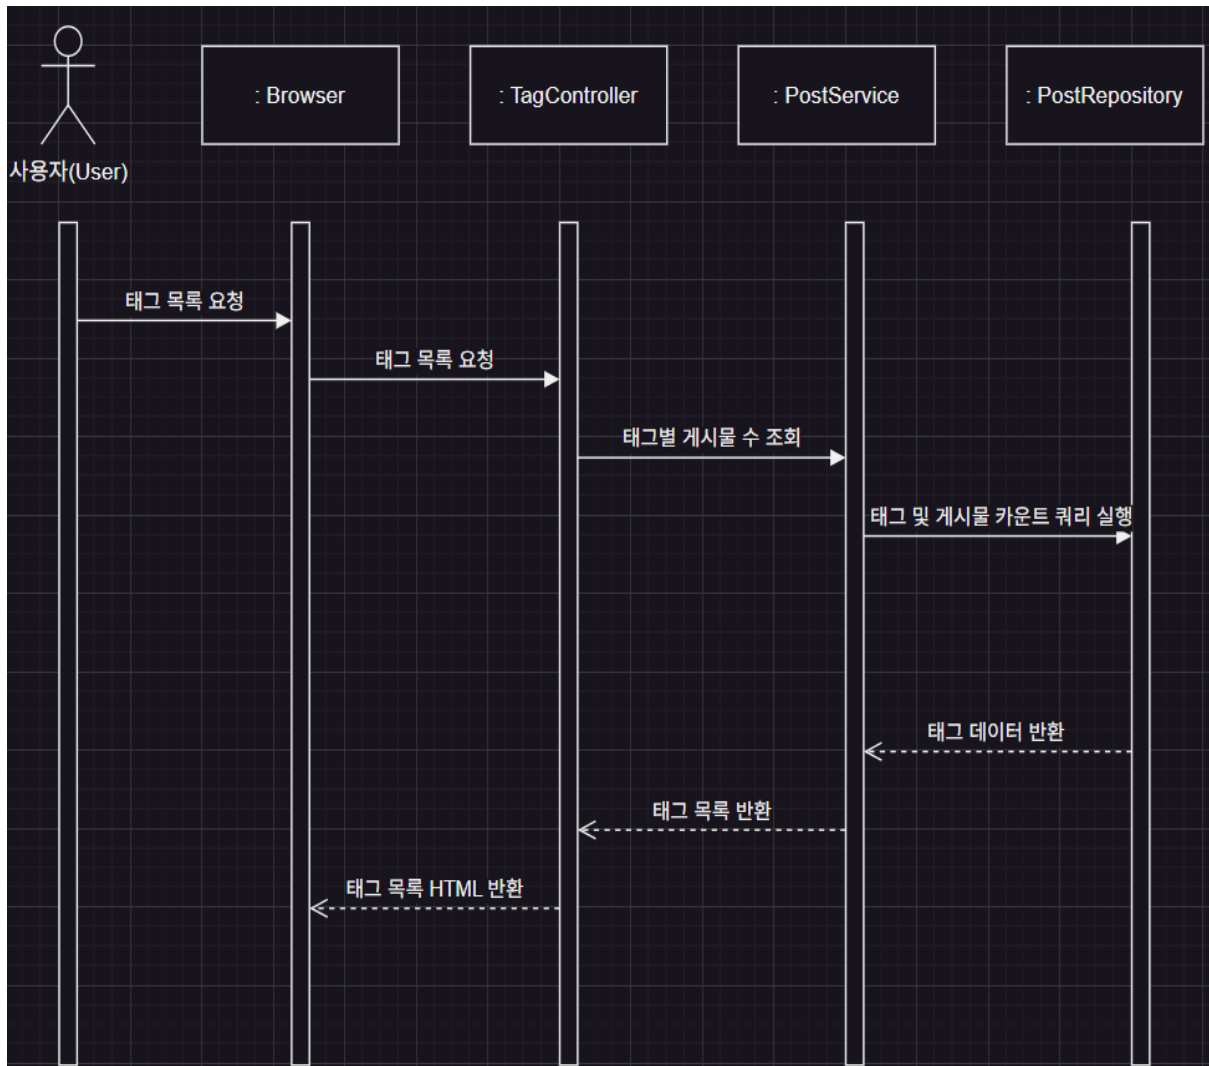 : Browser
: TagController
: PostService
: PostRepository
사용자(User)
태그 목록 요청
태그 목록 요청
태그별 게시물 수 조회
태그 및 게시물 카운트 쿼리 실행
태그 데이터 반환
태그 목록 반환
태그 목록 HTML 반환